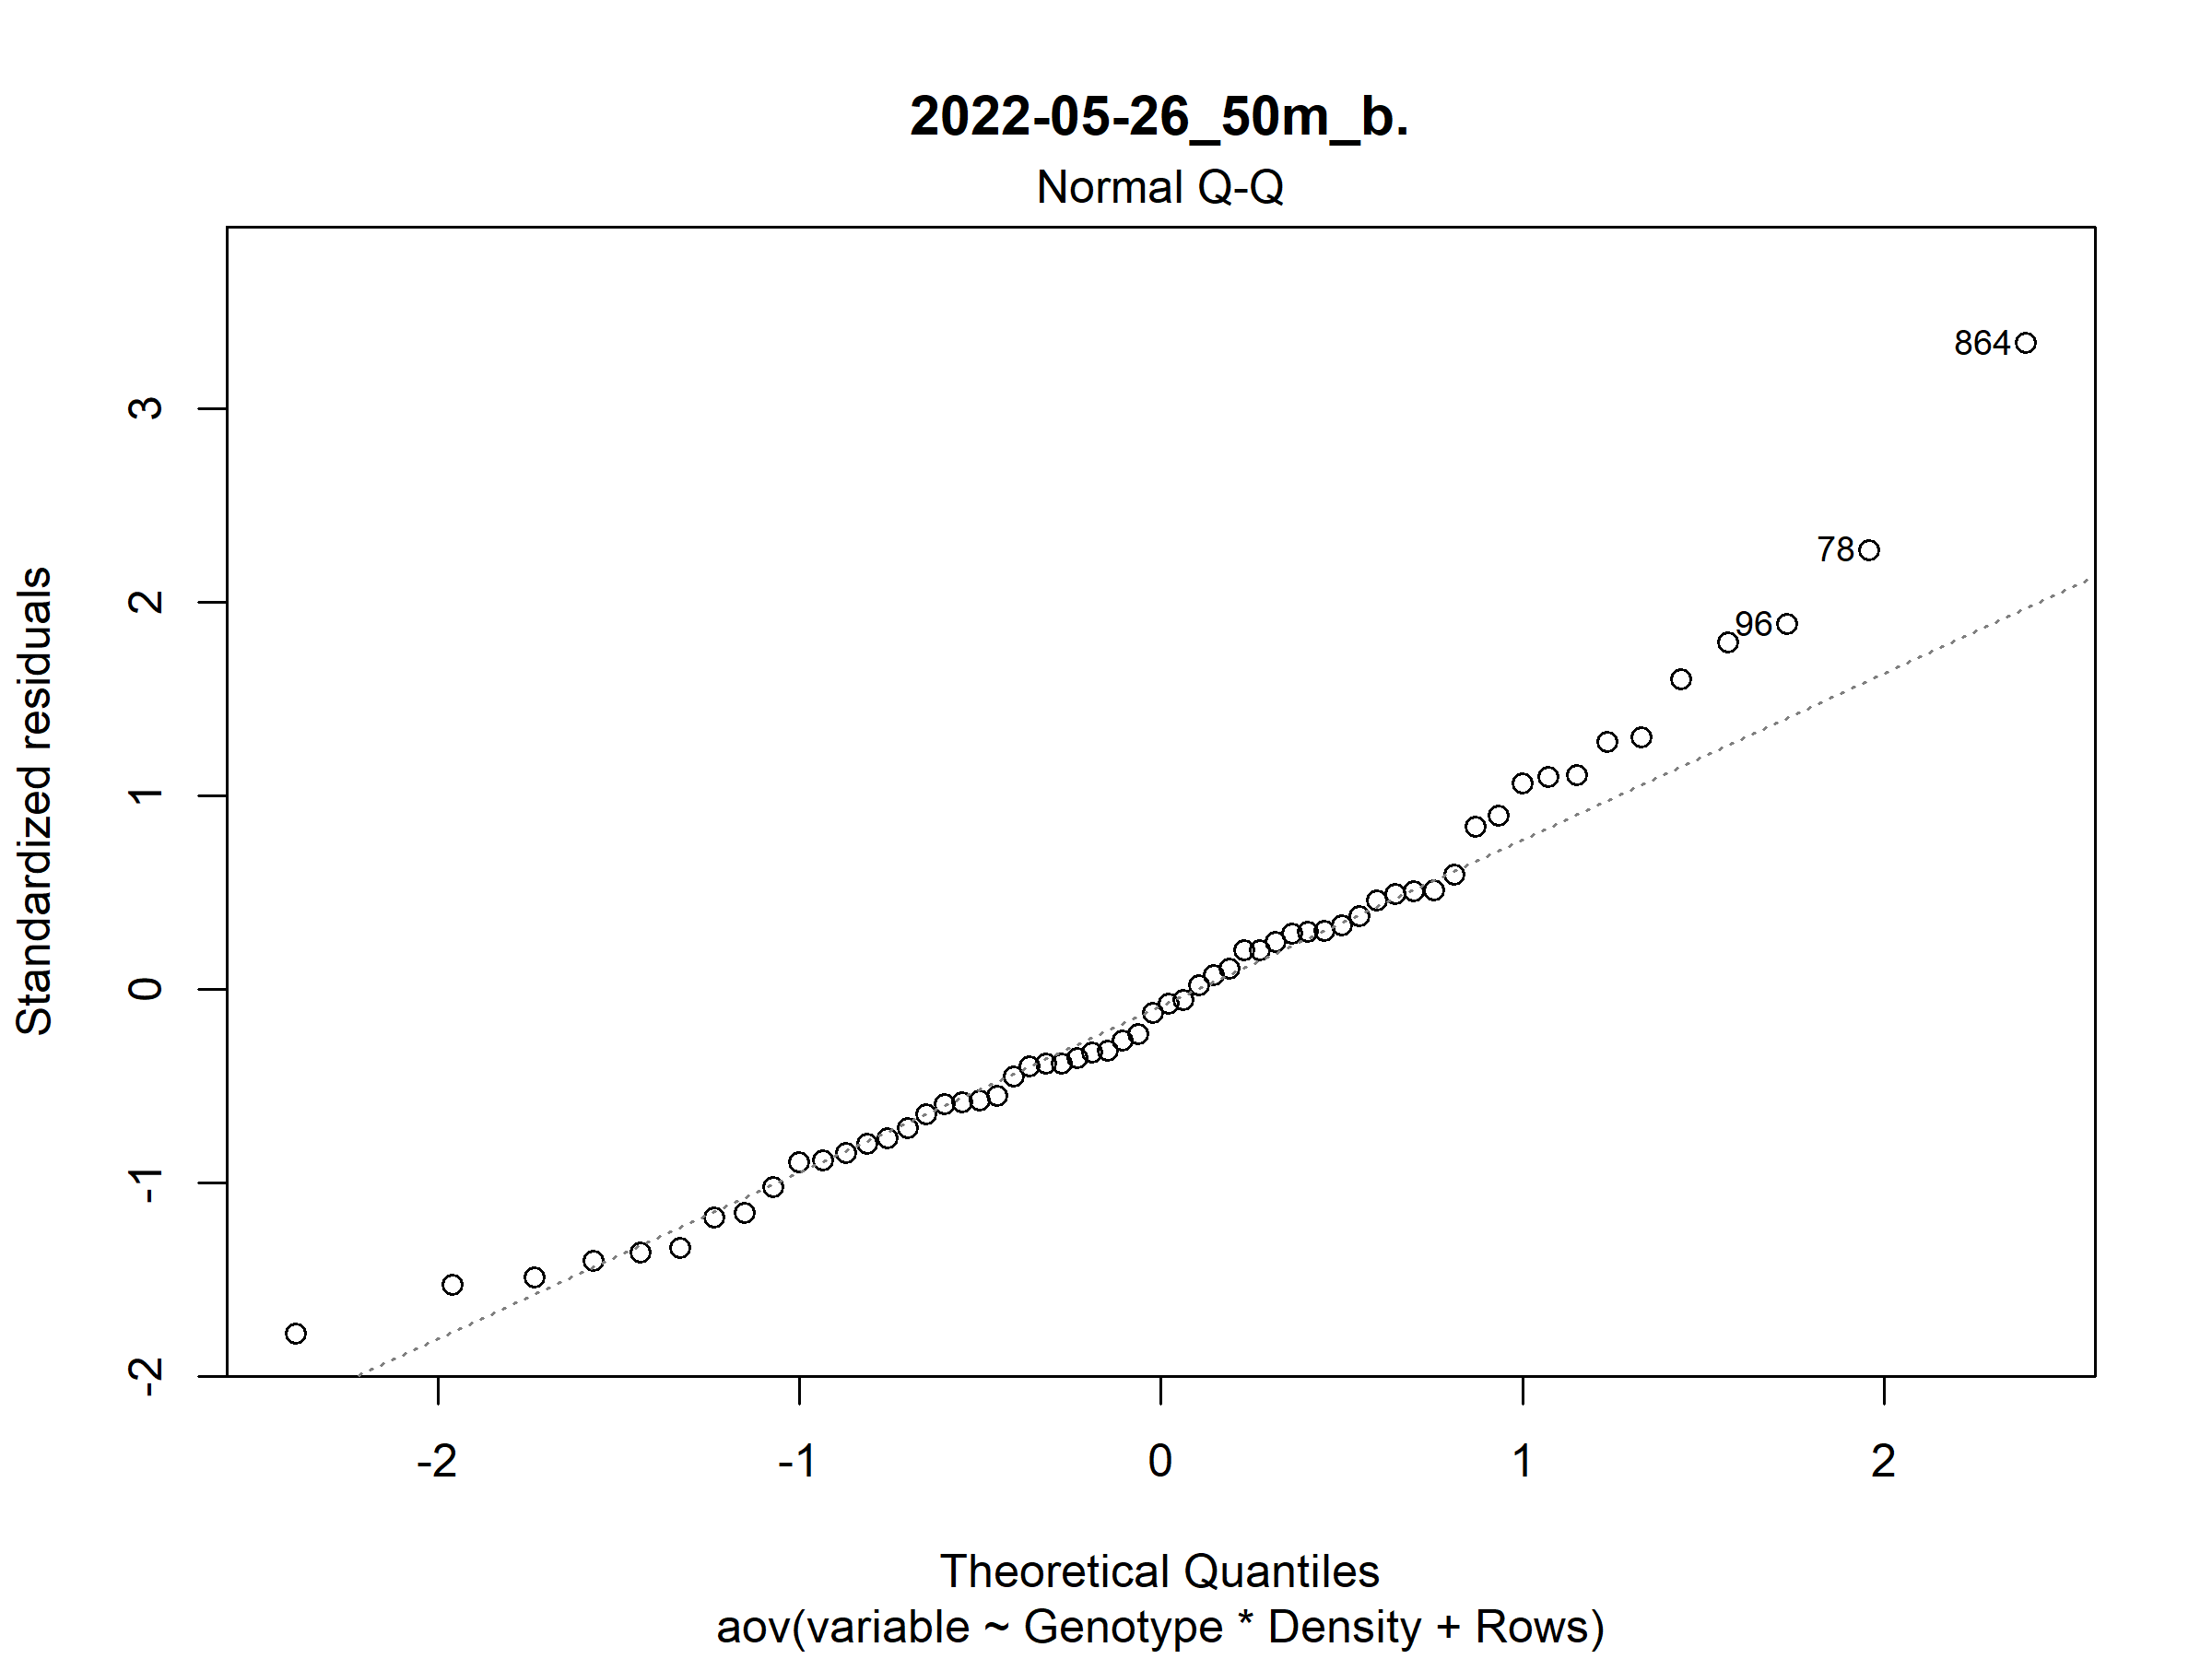 2022-05-26_50m_b.
Normal Q-Q
864
78
96
Standardized residuals
3
2
1
0
-1
-2
-2
-1
0
1
2
Theoretical Quantiles
aov(variable ~ Genotype * Density + Rows)